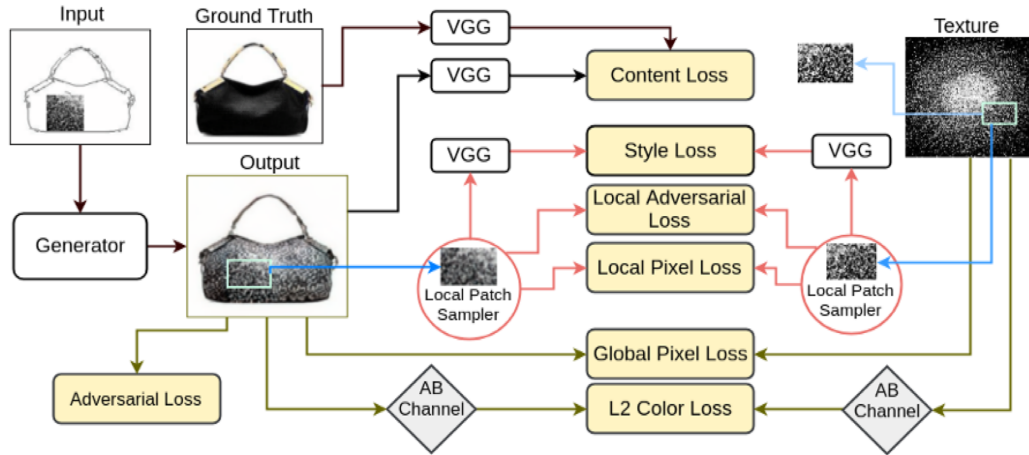 Input
Ground Truth
VGG
Texture
VGG
Content Loss
Output
VGG
Style Loss
VGG
Generator
Local Adversarial
Loss
Local Pixel Loss
Local Patch
Sampler
Local Patch
Sampler
Global Pixel Loss
Adversarial Loss
AB
Channel
L2 Color Loss
AB
Channel